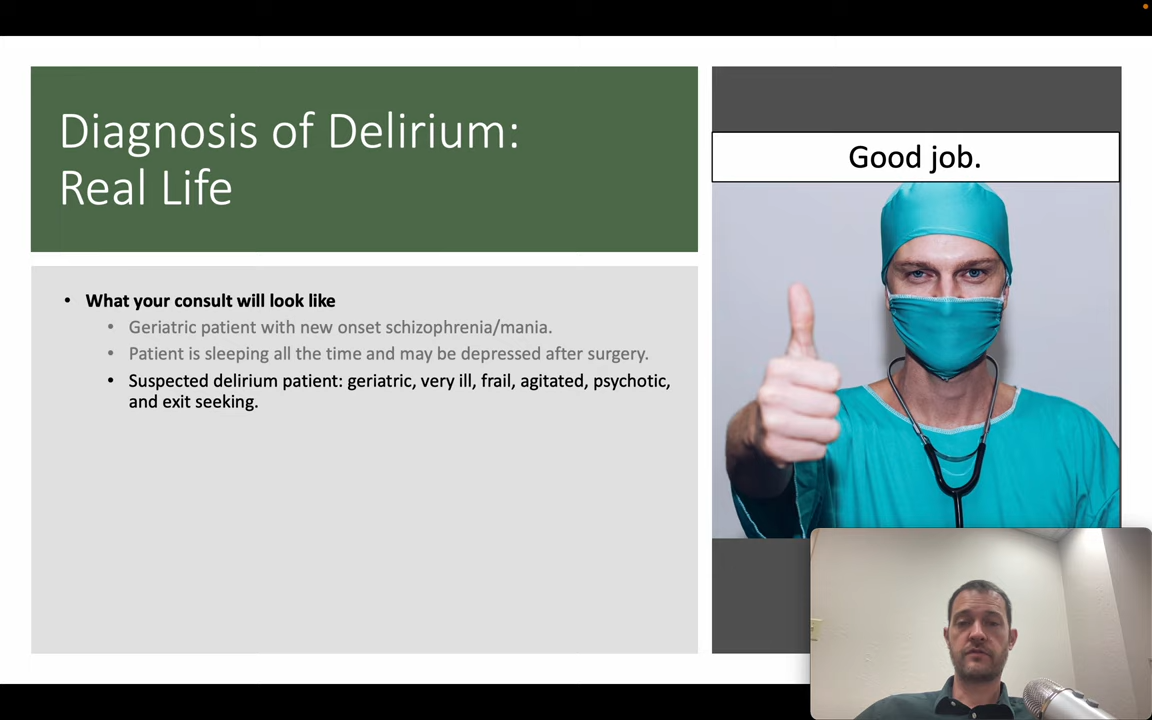 Diagnosis of Delirium:
Real Life
Good job.
• What your consult will look like
• Geriatric patient with new onset schizophrenia/mania.
• Patient is sleeping all the time and may be depressed after surgery.
• Suspected delirium patient: geriatric, very ill, frail, agitated, psychotic,
and exit seeking.